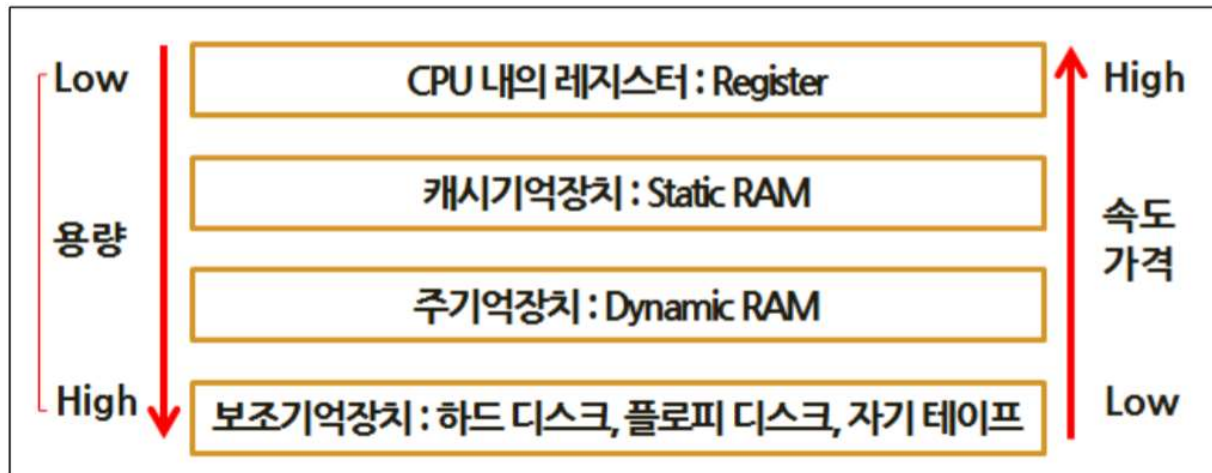 Low
CPU 내의 레지스터 : Register
High
캐시기억장치 : Static RAM
용량
속도
가격
주기억장치 : Dynamic RAM
High
보조기억장치 : 하드 디스크, 플로피 디스크, 자기 테이프
Low